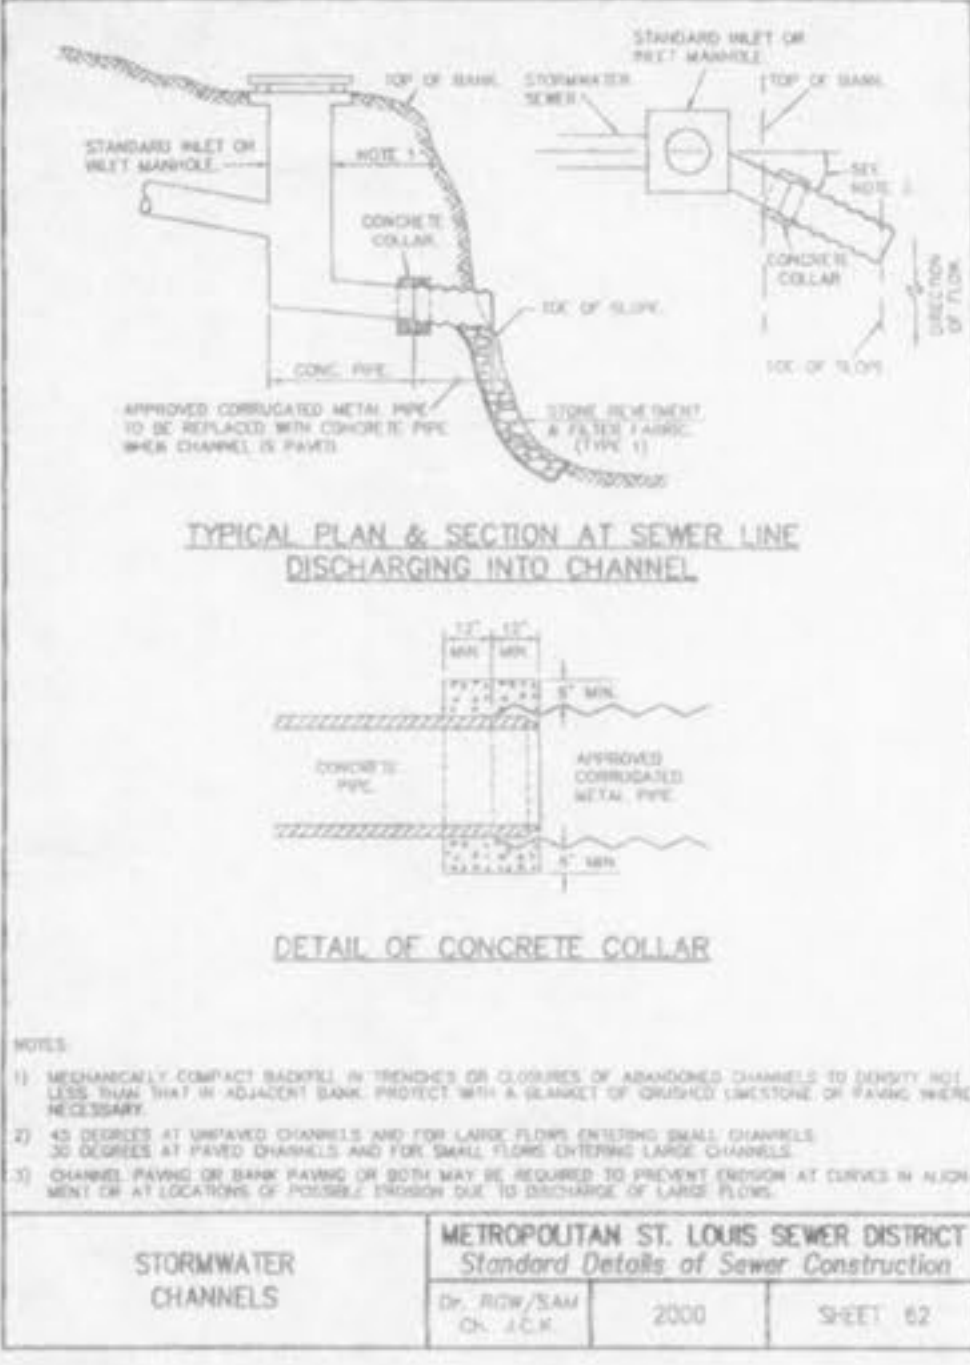 STANDARD INLET OR
INLET MANHOLE.
TOP OF BANK.
STORMWATER
SEWER
TOP OF BANK.
STANDARD INLET OR
INLET MANHOLE.
NOTE 1
SEE
NOTE 2.
CONCRETE
COLLAR.
CONCRETE
COLLAR
DIRECTION
OF FLOW.
TOE OF SLOPE.
TOE OF SLOPE.
CONC. PIPE.
APPROVED CORRUGATED METAL PIPE
TO BE REPLACED WITH CONCRETE PIPE
WHEN CHANNEL IS PAVED.
STONE REVETMENT
& FILTER FABRIC.
(TYPE 1)
TYPICAL PLAN & SECTION AT SEWER LINE
DISCHARGING INTO CHANNEL
12" 12"
MIN. MIN.
MIN.
CONCRETE
PIPE.
APPROVED
CORRUGATED
METAL PIPE.
MIN.
DETAIL OF CONCRETE COLLAR
NOTES:
1) MECHANICALLY COMPACT BACKFILL IN TRENCHES OR CLOSURES OF ABANDONED CHANNELS TO DENSITY NOT
LESS THAN THAT IN ADJACENT BANK. PROTECT WITH A BLANKET OF CRUSHED LIMESTONE OR PAVING WHERE
NECESSARY.
2) 45 DEGREES AT UNPAVED CHANNELS AND FOR LARGE FLOWS ENTERING SMALL CHANNELS.
30 DEGREES AT PAVED CHANNELS AND FOR SMALL FLOWS ENTERING LARGE CHANNELS.
3) CHANNEL PAVING OR BANK PAVING OR BOTH MAY BE REQUIRED TO PREVENT EROSION AT CURVES IN ALIGN-
MENT OR AT LOCATIONS OF POSSIBLE EROSION DUE TO DISCHARGE OF LARGE FLOWS.
STORMWATER
CHANNELS
METROPOLITAN ST. LOUIS SEWER DISTRICT
Standard Details of Sewer Construction
Dr. RGW/SAM
Ch. J.C.K.
2000
SHEET 62